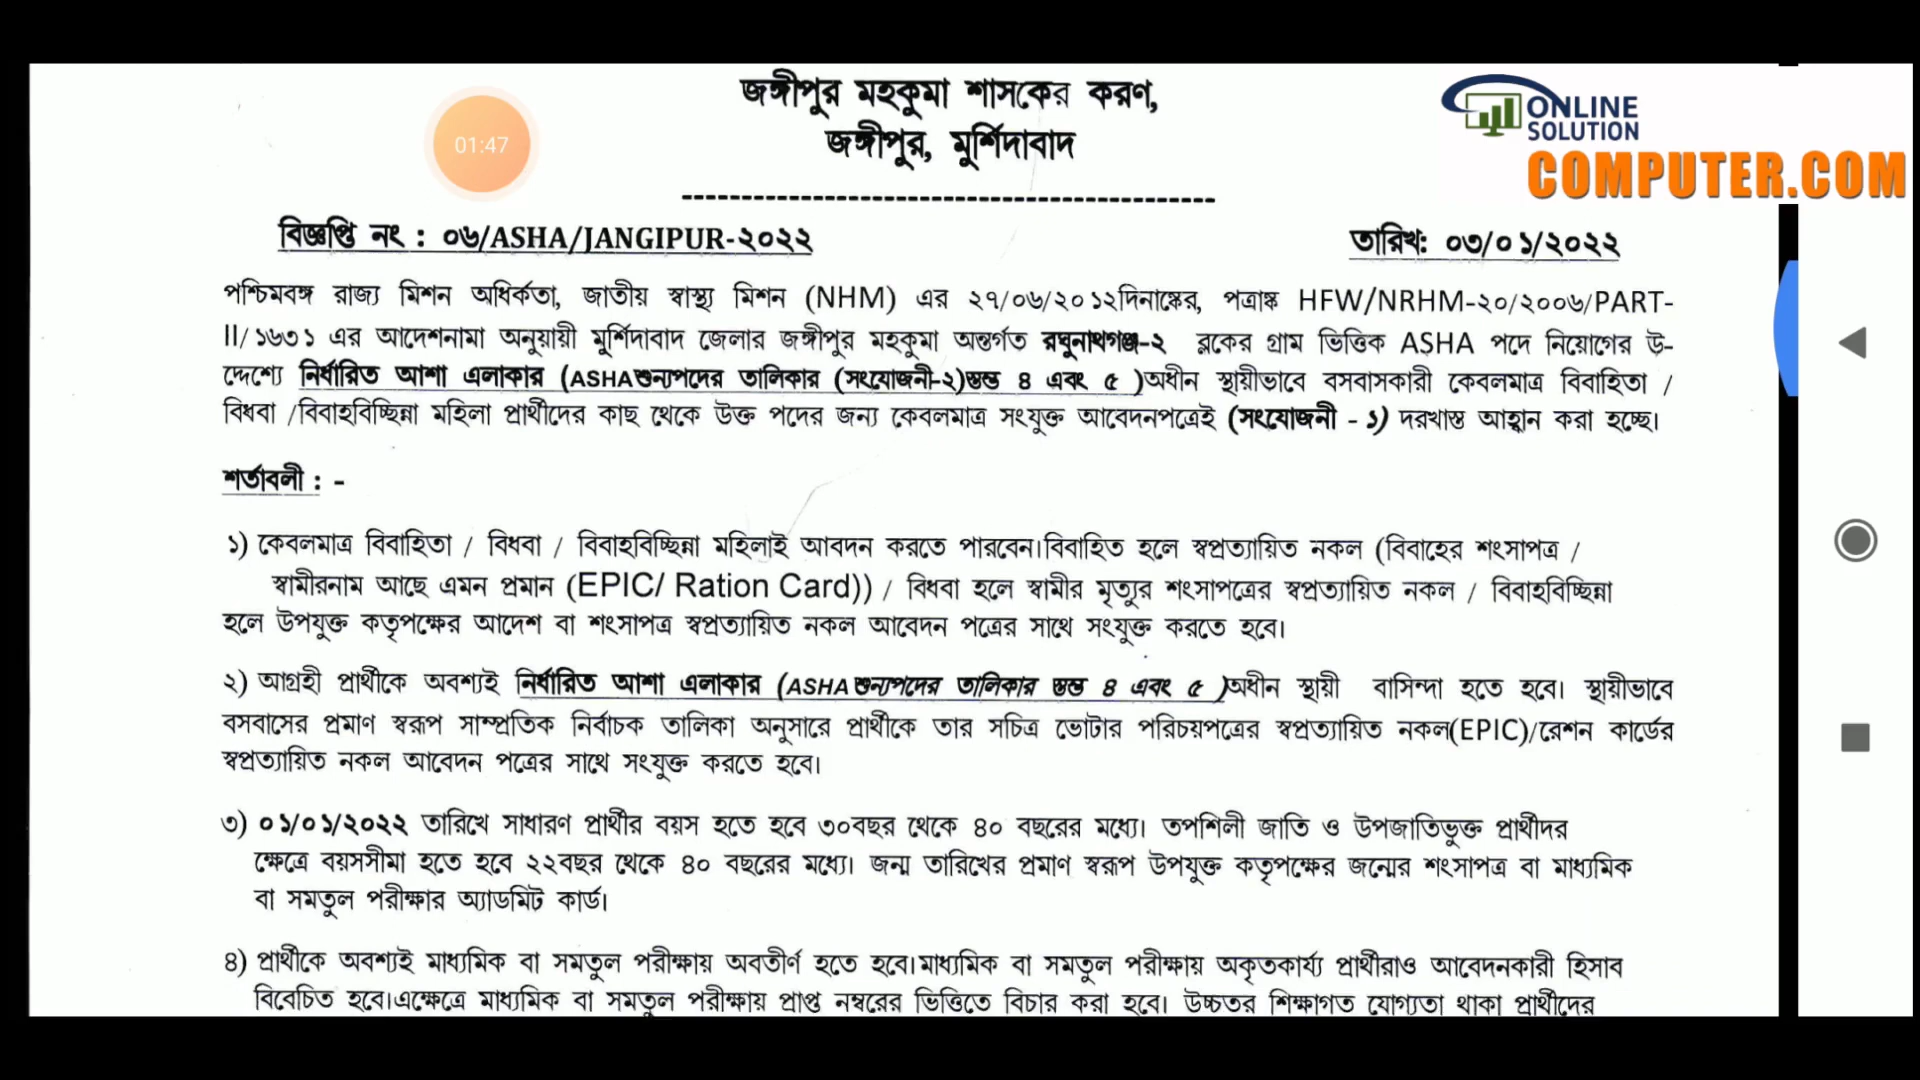 জঙ্গীপুর মহকুমা শাসকের করণ,
জঙ্গীপুর, মুর্শিদাবাদ
01:47
ONLINE
SOLUTION
COMPUTER.COM
বিজ্ঞপ্তি নং : ০৬/ASHA/JANGIPUR-২০২২ তারিখ: ০৩/০১/২০২২
পশ্চিমবঙ্গ রাজ্য মিশন অধির্কতা, জাতীয় স্বাস্থ্য মিশন (NHM) এর ২৭/০৬/২০১২দিনাঙ্কের, পত্রাঙ্ক HFW/NRHM-২০/২০০৬/PART-
II/১৬৩১ এর আদেশনামা অনুযায়ী মুর্শিদাবাদ জেলার জঙ্গীপুর মহকুমা অন্তর্গত রঘুনাথগঞ্জ-২ ব্লকের গ্রাম ভিত্তিক ASHA পদে নিয়োগের উ-
দ্দেশ্যে নির্ধারিত আশা এলাকার (ASHAশুন্যপদের তালিকার (সংযোজনী-২)স্তম্ভ ৪ এবং ৫ )অধীন স্থায়ীভাবে বসবাসকারী কেবলমাত্র বিবাহিতা /
বিধবা /বিবাহবিচ্ছিন্না মহিলা প্রার্থীদের কাছ থেকে উক্ত পদের জন্য কেবলমাত্র সংযুক্ত আবেদনপত্রেই (সংযোজনী - ১) দরখাস্ত আহ্বান করা হচ্ছে।
শর্তাবলী : -
১) কেবলমাত্র বিবাহিতা / বিধবা / বিবাহবিচ্ছিন্না মহিলাই আবদন করতে পারবেন।বিবাহিত হলে স্বপ্রত্যায়িত নকল (বিবাহের শংসাপত্র /
স্বামীরনাম আছে এমন প্রমান (EPIC/ Ration Card)) / বিধবা হলে স্বামীর মৃত্যুর শংসাপত্রের স্বপ্রত্যায়িত নকল / বিবাহবিচ্ছিন্না
হলে উপযুক্ত কতৃপক্ষের আদেশ বা শংসাপত্র স্বপ্রত্যায়িত নকল আবেদন পত্রের সাথে সংযুক্ত করতে হবে।
২) আগ্রহী প্রার্থীকে অবশ্যই নির্ধারিত আশা এলাকার (ASHAশুন্যপদের তালিকার স্তম্ভ ৪ এবং ৫ )অধীন স্থায়ী বাসিন্দা হতে হবে। স্থায়ীভাবে
বসবাসের প্রমাণ স্বরূপ সাম্প্রতিক নির্বাচক তালিকা অনুসারে প্রার্থীকে তার সচিত্র ভোটার পরিচয়পত্রের স্বপ্রত্যায়িত নকল(EPIC)/রেশন কার্ডের
স্বপ্রত্যায়িত নকল আবেদন পত্রের সাথে সংযুক্ত করতে হবে।
৩) ০১/০১/২০২২ তারিখে সাধারণ প্রার্থীর বয়স হতে হবে ৩০বছর থেকে ৪০ বছরের মধ্যে। তপশিলী জাতি ও উপজাতিভুক্ত প্রার্থীদর
ক্ষেত্রে বয়সসীমা হতে হবে ২২বছর থেকে ৪০ বছরের মধ্যে। জন্ম তারিখের প্রমাণ স্বরূপ উপযুক্ত কতৃপক্ষের জন্মের শংসাপত্র বা মাধ্যমিক
বা সমতুল পরীক্ষার অ্যাডমিট কার্ড।
৪) প্রার্থীকে অবশ্যই মাধ্যমিক বা সমতুল পরীক্ষায় অবতীর্ণ হতে হবে।মাধ্যমিক বা সমতুল পরীক্ষায় অকৃতকার্য্য প্রার্থীরাও আবেদনকারী হিসাব
বিবেচিত হবে।এক্ষেত্রে মাধ্যমিক বা সমতুল পরীক্ষায় প্রাপ্ত নম্বরের ভিত্তিতে বিচার করা হবে। উচ্চতর শিক্ষাগত যোগ্যতা থাকা প্রার্থীদের